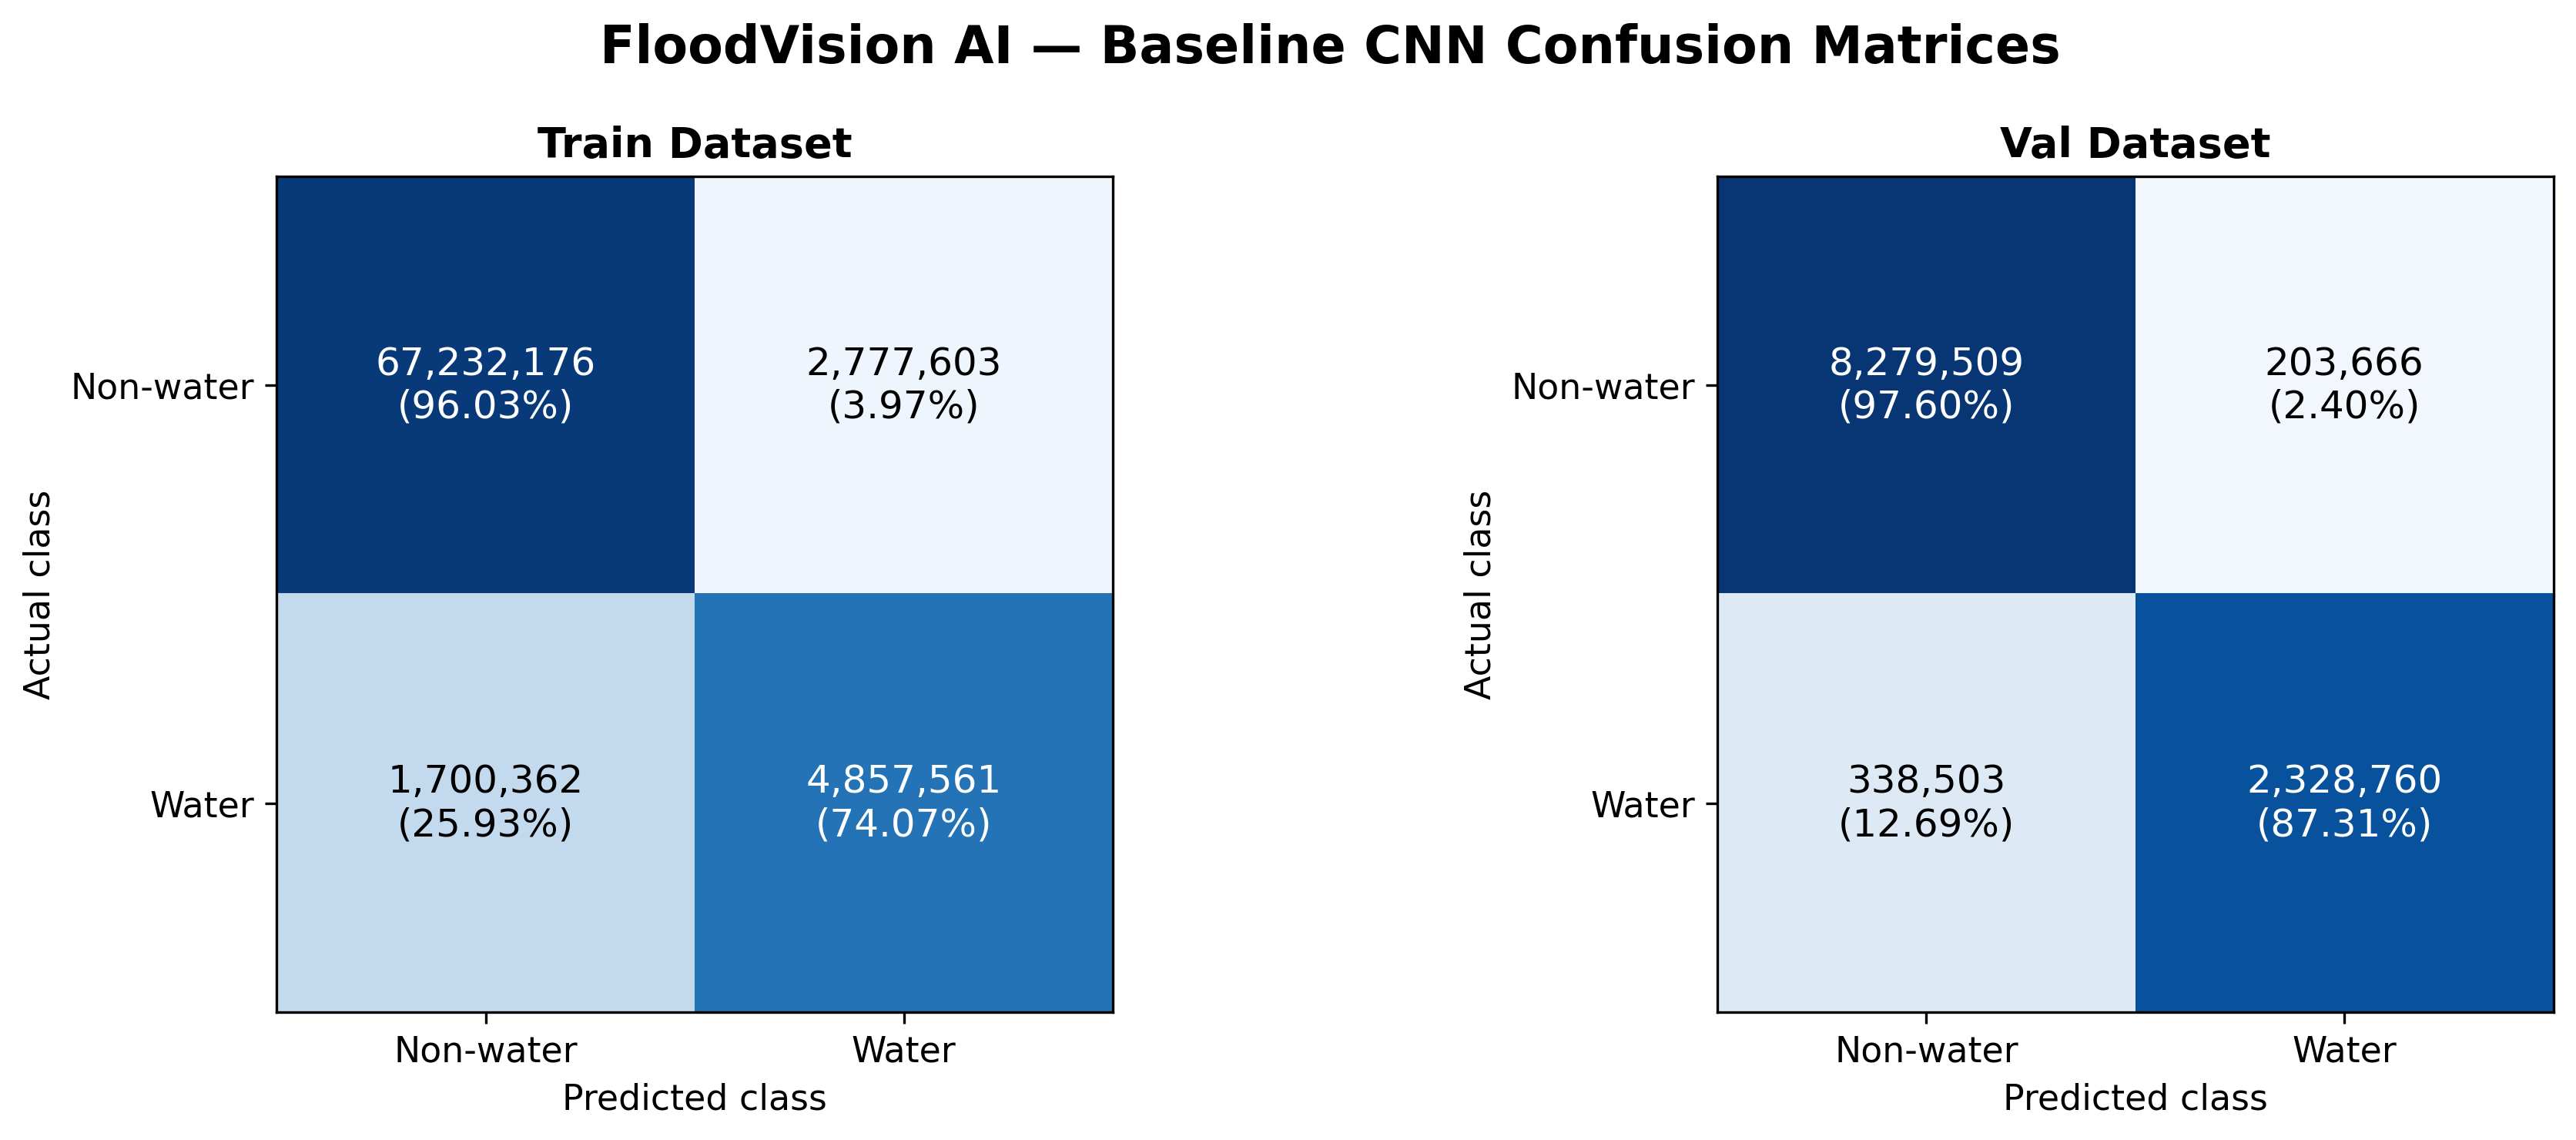 FloodVision AI — Baseline CNN Confusion Matrices
Train Dataset
Actual class
Non-water
67,232,176
(96.03%)
2,777,603
(3.97%)
Water
1,700,362
(25.93%)
4,857,561
(74.07%)
Non-water
Water
Predicted class
Val Dataset
Actual class
Non-water
8,279,509
(97.60%)
203,666
(2.40%)
Water
338,503
(12.69%)
2,328,760
(87.31%)
Non-water
Water
Predicted class